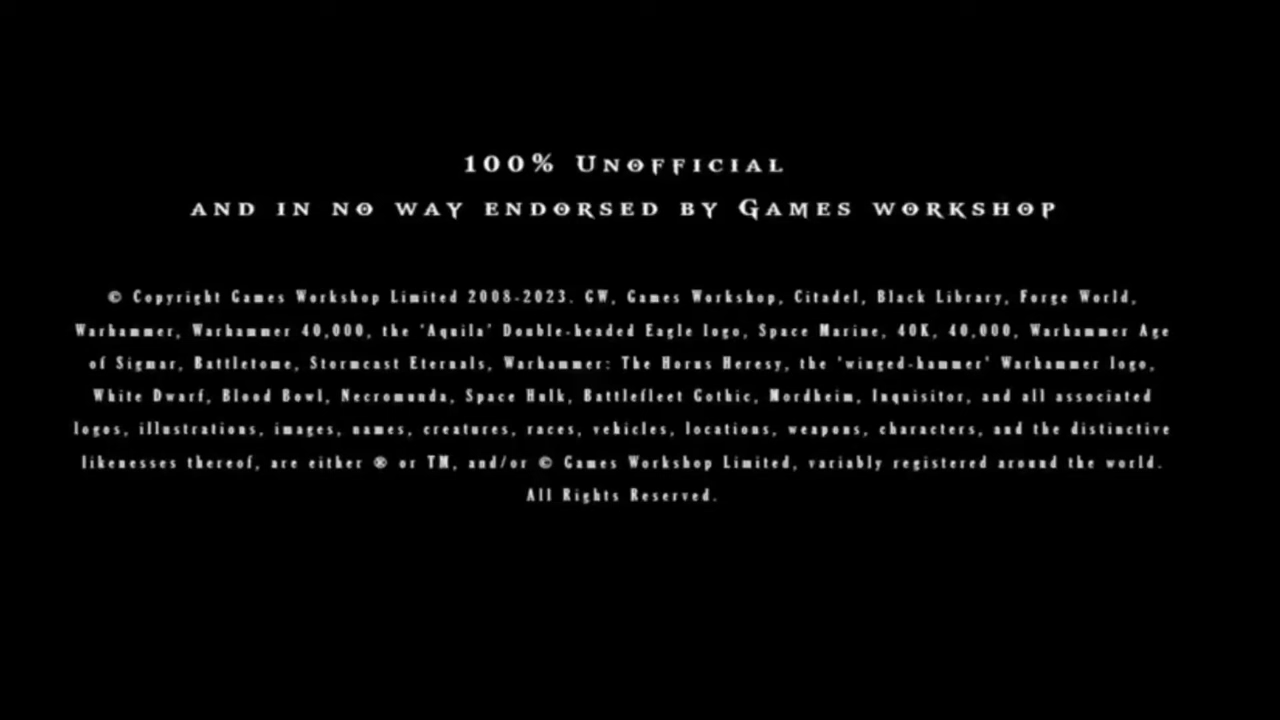 100% Unofficial
and in no way endorsed by Games workshop
© Copyright Games Workshop Limited 2008-2023. GW, Games Workshop, Citadel, Black Library, Forge World,
Warhammer, Warhammer 40,000, the 'Aquila' Double-headed Eagle logo, Space Marine, 40K, 40,000, Warhammer Age
of Sigmar, Battletome, Stormcast Eternals, Warhammer: The Horus Heresy, the 'winged-hammer' Warhammer logo,
White Dwarf, Blood Bowl, Necromunda, Space Hulk, Battlefleet Gothic, Mordheim, Inquisitor, and all associated
logos, illustrations, images, names, creatures, races, vehicles, locations, weapons, characters, and the distinctive
likenesses thereof, are either ® or TM, and/or © Games Workshop Limited, variably registered around the world.
All Rights Reserved.